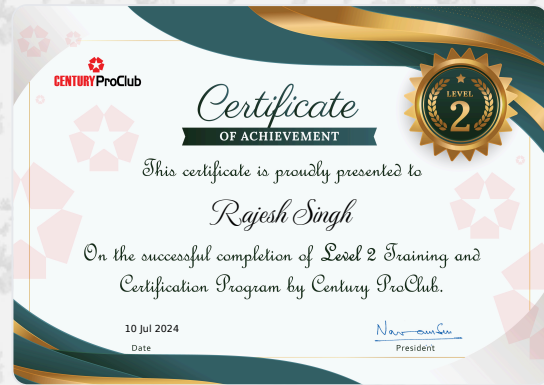 CENTURY ProClub
Certificate
OF ACHIEVEMENT
LEVEL
2
This certificate is proudly presented to
Rajesh Singh
On the successful completion of Level 2 Training and
Certification Program by Century ProClub.
10 Jul 2024
Date
President